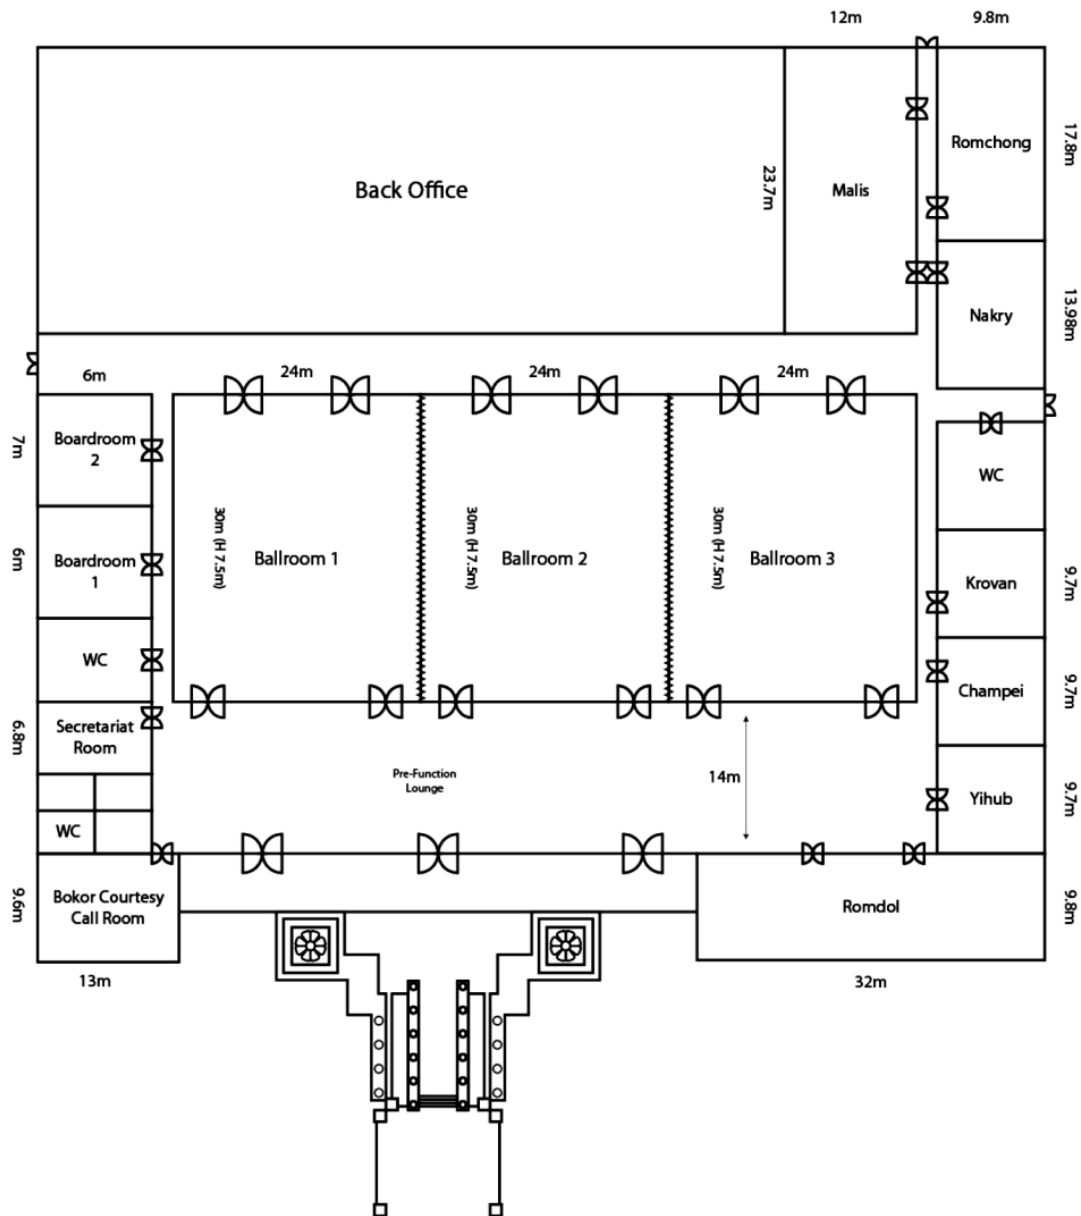 12m
9.8m
Back Office
23.7m
Malis
Romchong
17.8m
Nakry
13.98m
6m
24m
24m
24m
7m
Boardroom
2
30m (H 7.5m)
30m (H 7.5m)
30m (H 7.5m)
WC
6m
Boardroom
1
Ballroom 1
Ballroom 2
Ballroom 3
Krovan
9.7m
WC
Champei
9.7m
6.8m
Secretariat
Room
Pre-Function
Lounge
14m
Yihub
9.7m
WC
9.6m
Bokor Courtesy
Call Room
Romdol
9.8m
13m
32m